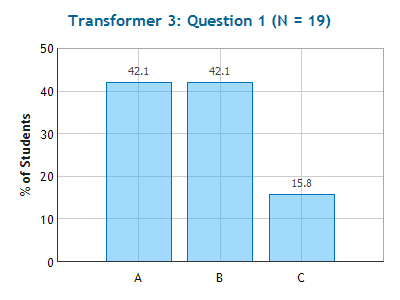 Transformer 3: Question 1 (N = 19)
% of Students
50
40
30
20
10
0
42.1
42.1
15.8
A
B
C